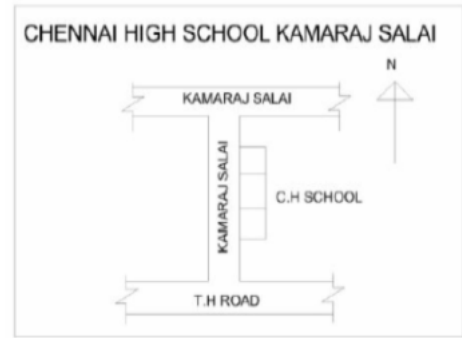 CHENNAI HIGH SCHOOL KAMARAJ SALAI
N
KAMARAJ SALAI
KAMARAJ SALAI
C.H SCHOOL
T.H ROAD